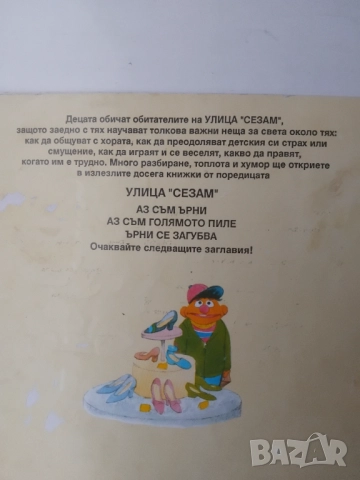 Децата обичат обитателите на УЛИЦА "СЕЗАМ",
защото заедно с тях научават толкова важни неща за света около тях:
как да общуват с хората, как да преодоляват детския си страх или
смущение, как да играят и се веселят, какво да правят,
когато им е трудно. Много разбиране, топлота и хумор ще откриете
в излезлите досега книжки от поредицата
УЛИЦА "СЕЗАМ"
АЗ СЪМ ЪРНИ
АЗ СЪМ ГОЛЯМОТО ПИЛЕ
ЪРНИ СЕ ЗАГУБВА
Очаквайте следващите заглавия!
BAZAR
bg